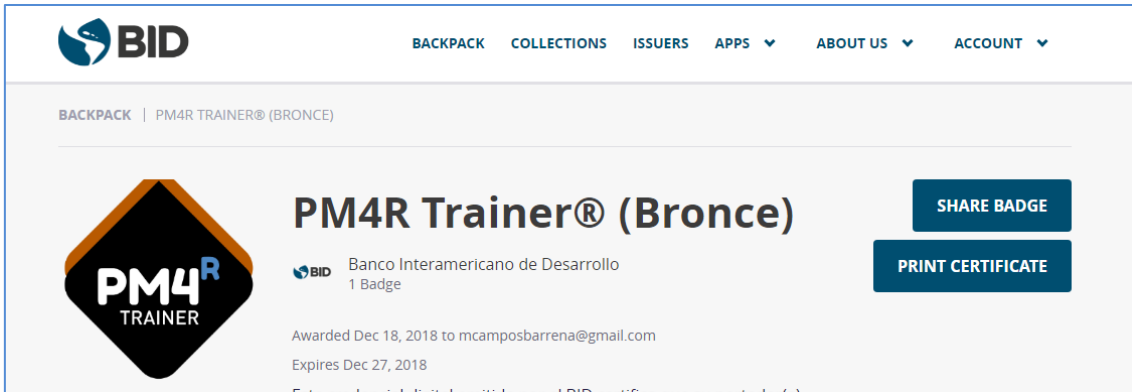 BID
BACKPACK COLLECTIONS ISSUERS APPS ABOUT US ACCOUNT
BACKPACK | PM4R TRAINER® (BRONCE)
PM4R
TRAINER
PM4R Trainer® (Bronce)
BID
Banco Interamericano de Desarrollo
1 Badge
Awarded Dec 18, 2018 to mcamposbarrena@gmail.com
Expires Dec 27, 2018
SHARE BADGE
PRINT CERTIFICATE